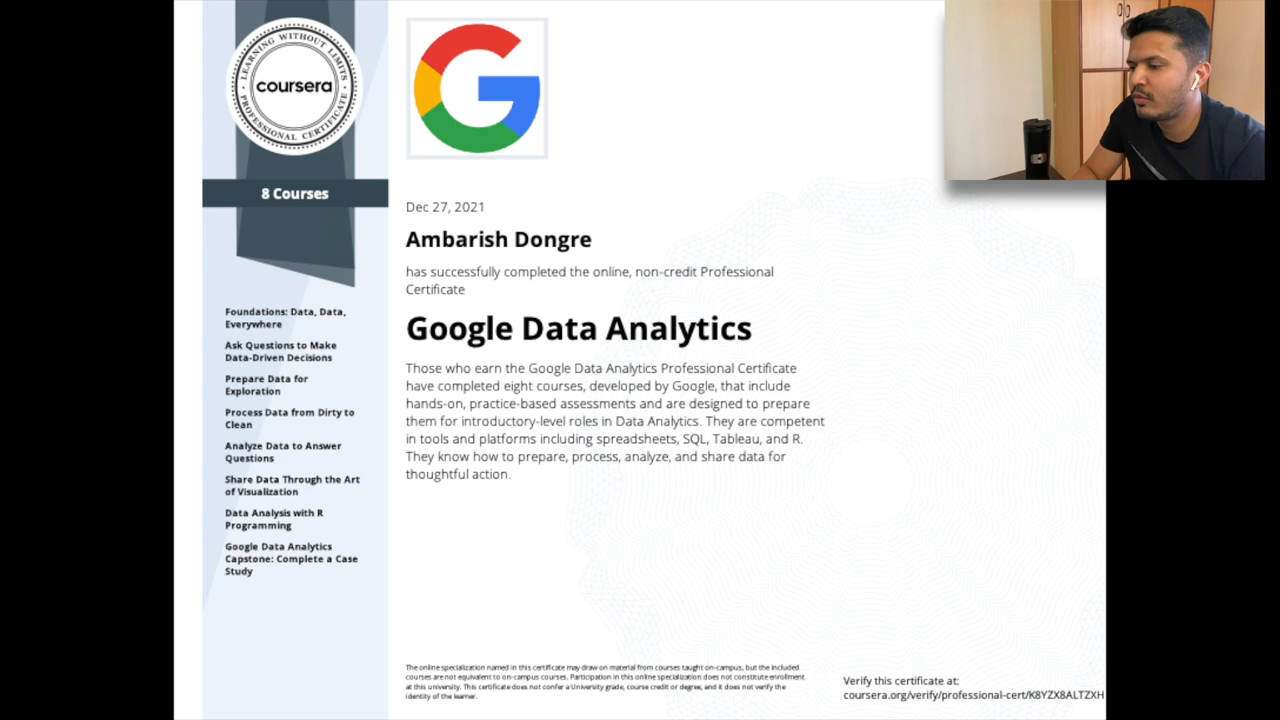 LEARNING WITHOUT LIMITS
coursera
PROFESSIONAL CERTIFICATE
8 Courses
Foundations: Data, Data,
Everywhere
Ask Questions to Make
Data-Driven Decisions
Prepare Data for
Exploration
Process Data from Dirty to
Clean
Analyze Data to Answer
Questions
Share Data Through the Art
of Visualization
Data Analysis with R
Programming
Google Data Analytics
Capstone: Complete a Case
Study
G
Dec 27, 2021
Ambarish Dongre
has successfully completed the online, non-credit Professional
Certificate
Google Data Analytics
Those who earn the Google Data Analytics Professional Certificate
have completed eight courses, developed by Google, that include
hands-on, practice-based assessments and are designed to prepare
them for introductory-level roles in Data Analytics. They are competent
in tools and platforms including spreadsheets, SQL, Tableau, and R.
They know how to prepare, process, analyze, and share data for
thoughtful action.
The online specialization named in this certificate may draw on material from courses taught on-campus, but the included
courses are not equivalent to on-campus courses. Participation in this online specialization does not constitute enrollment
at this university. This certificate does not confer a University grade, course credit or degree, and it does not verify the
identity of the learner.
Verify this certificate at:
coursera.org/verify/professional-cert/K8YZX8ALTZXH